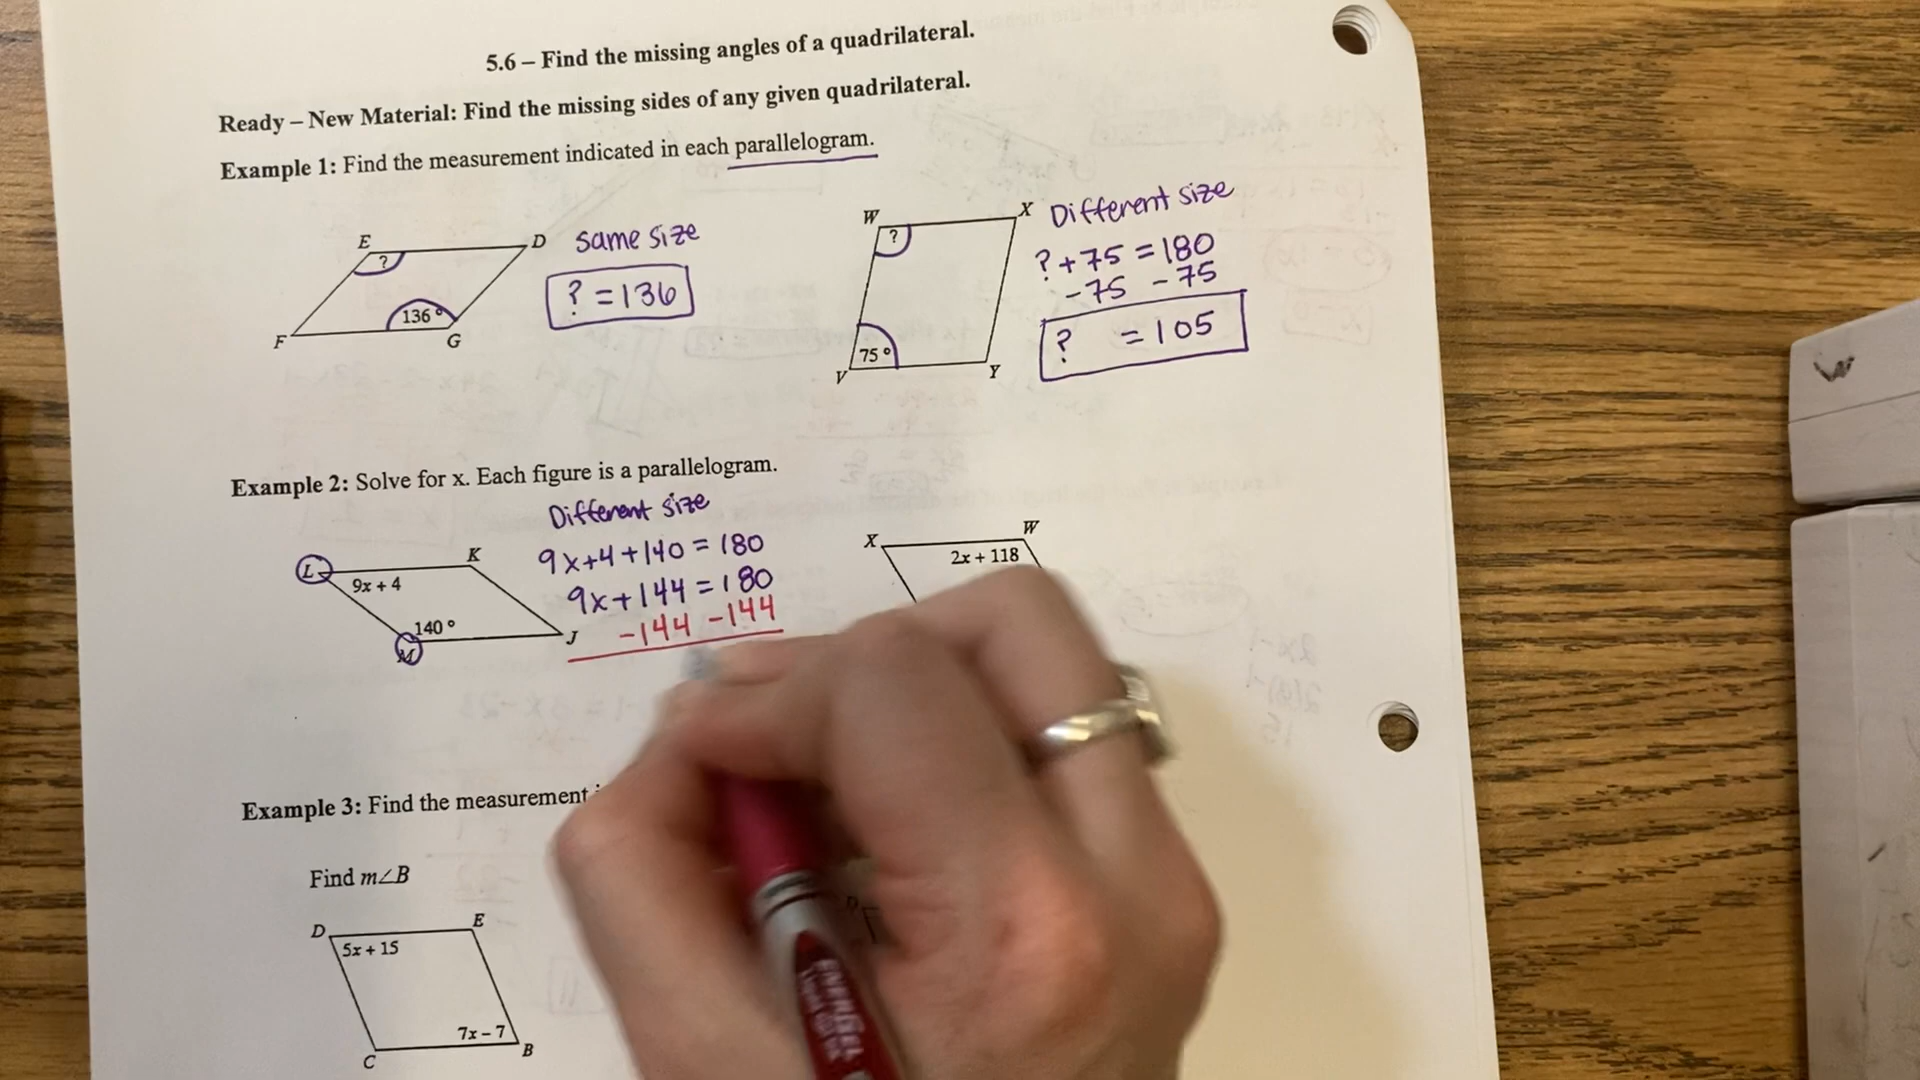 5.6 – Find the missing angles of a quadrilateral.
Ready – New Material: Find the missing sides of any given quadrilateral.
Example 1: Find the measurement indicated in each parallelogram.
E
D
?
136°
F
G
same size
? = 136
W
X
?
75°
V
Y
Different size
? + 75 = 180
- 75 - 75
? = 105
Example 2: Solve for x. Each figure is a parallelogram.
Different size
L
K
9x + 4
140°
M
J
9x+4+140 = 180
9x+144 = 180
-144 -144
X
W
2x + 118
Example 3: Find the measurement
Find m∠B
D
E
5x + 15
7x – 7
C
B